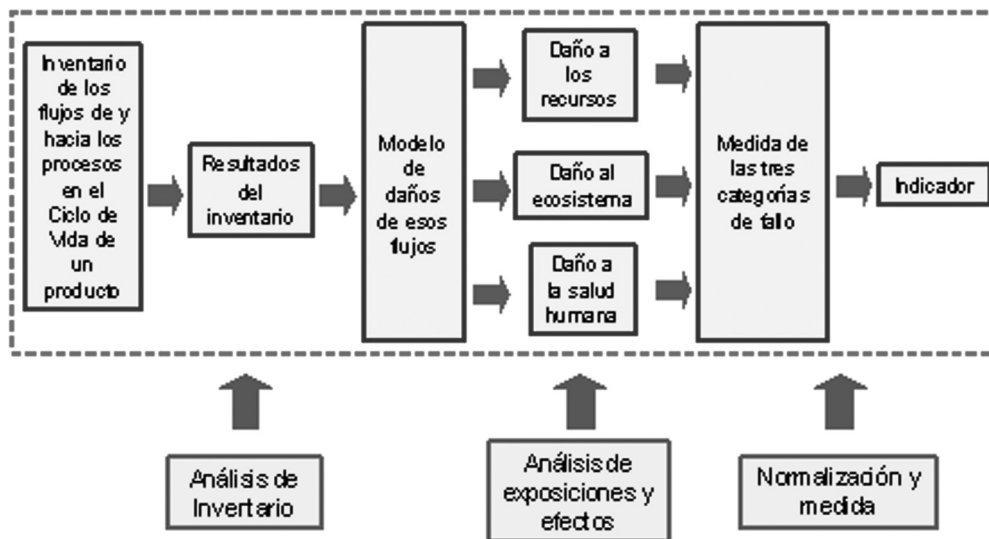 Inventario
de los
flujos de y
hacia los
procesos
en el
Ciclo de
Vida de
un
producto
Resultados
del
inventario
Modelo
de
daños
de esos
flujos
Daño a
los
recursos
Daño al
ecosistema
Daño a
la salud
humana
Medida de
las tres
categorías
de fallo
Indicador
Análisis de
Invertario
Análisis de
exposiciones y
efectos
Normalización y
medida